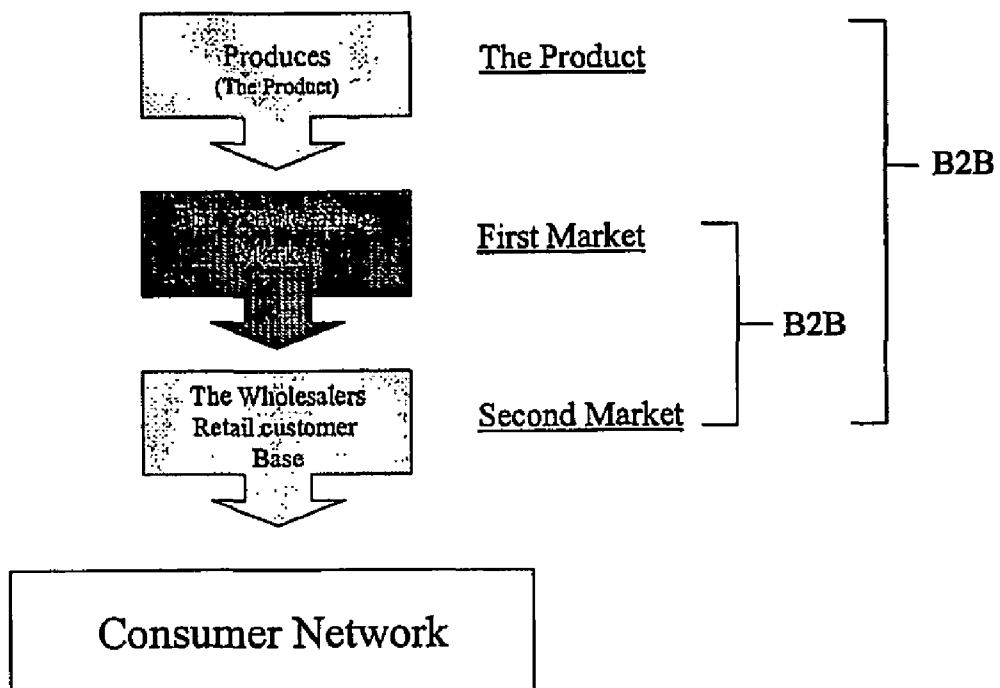 Produces
(The Product)
The Product
B2B
First Market
B2B
The Wholesalers
Retail customer
Base
Second Market
Consumer Network